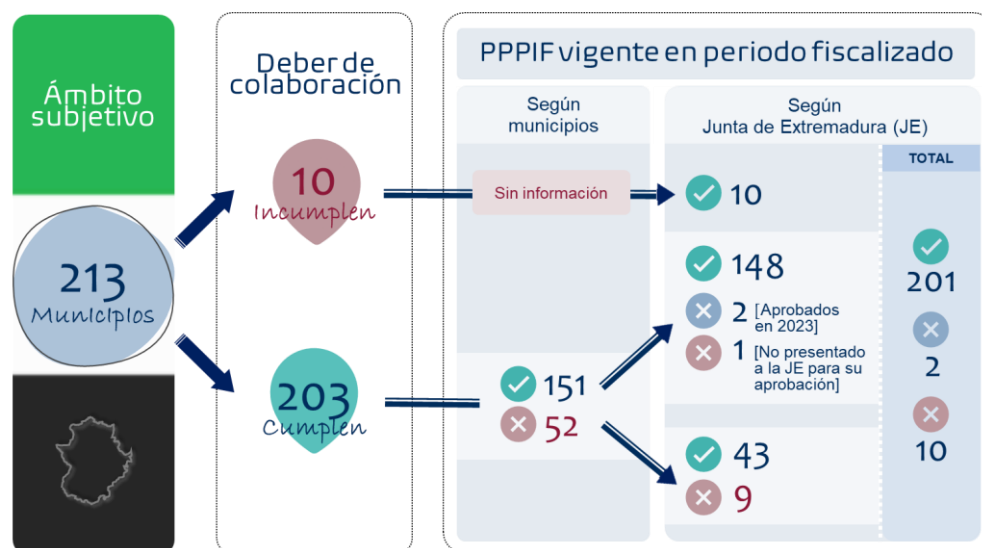 Ámbito
subjetivo
213
Municipios
Deber de
colaboración
10
Incumplen
203
Cumplen
PPPIF vigente en periodo fiscalizado
Según
municipios
Sin información
151
52
Según
Junta de Extremadura (JE)
10
148
2 [Aprobados
en 2023]
1 [No presentado
a la JE para su
aprobación]
43
9
TOTAL
201
2
10